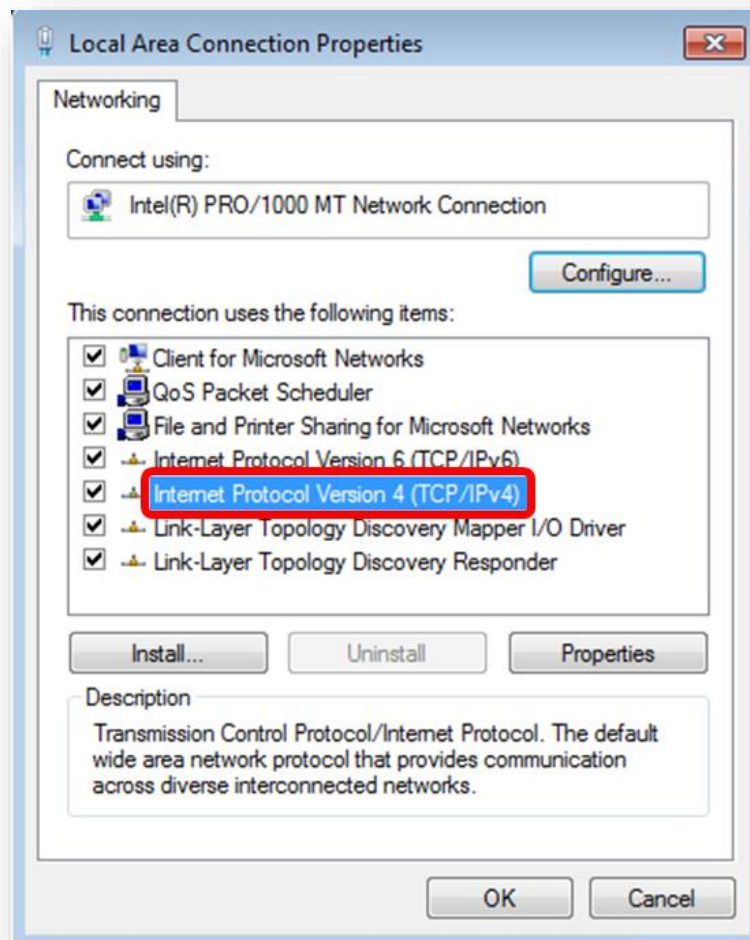 Local Area Connection Properties
Networking
Connect using:
Intel(R) PRO/1000 MT Network Connection
Configure...
This connection uses the following items:
Client for Microsoft Networks
QoS Packet Scheduler
File and Printer Sharing for Microsoft Networks
Internet Protocol Version 6 (TCP/IPv6)
Internet Protocol Version 4 (TCP/IPv4)
Link-Layer Topology Discovery Mapper I/O Driver
Link-Layer Topology Discovery Responder
Install... Uninstall Properties
Description
Transmission Control Protocol/Internet Protocol. The default
wide area network protocol that provides communication
across diverse interconnected networks.
OK Cancel